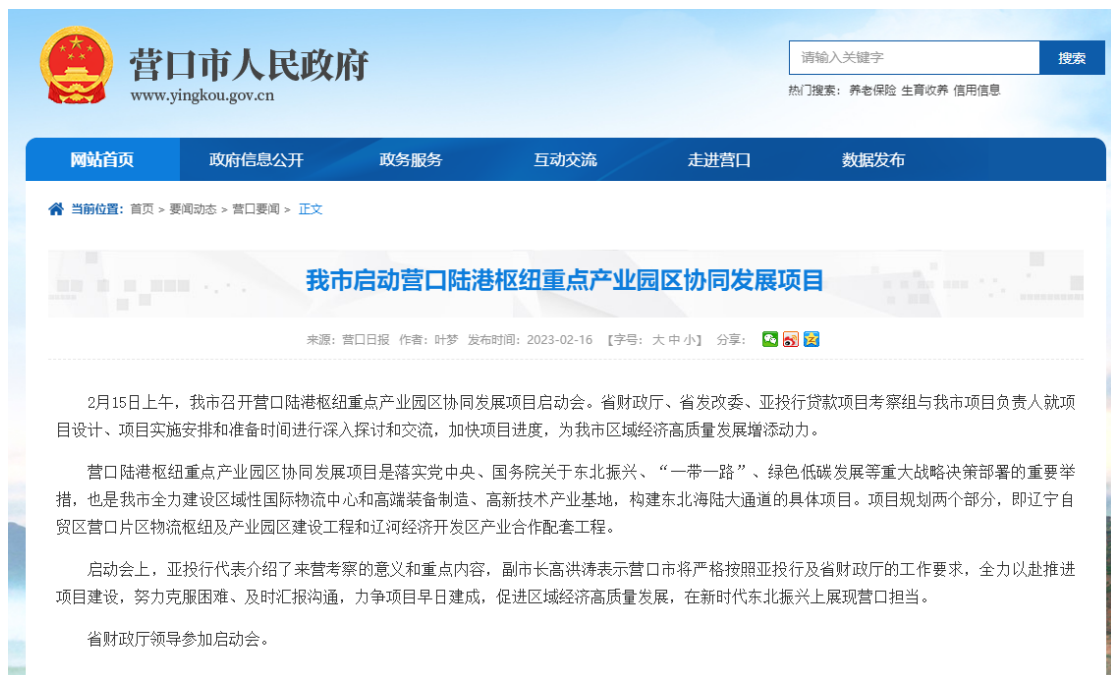 营口市人民政府
www.yingkou.gov.cn
请输入关键字
搜索
热门搜索：养老保险 生育收养 信用信息
网站首页 政府信息公开 政务服务 互动交流 走进营口 数据发布
当前位置：首页 > 要闻动态 > 营口要闻 > 正文
我市启动营口陆港枢纽重点产业园区协同发展项目
来源：营口日报 作者：叶梦 发布时间：2023-02-16 【字号：大 中 小】 分享：
2月15日上午，我市召开营口陆港枢纽重点产业园区协同发展项目启动会。省财政厅、省发改委、亚投行贷款项目考察组与我市项目负责人就项
目设计、项目实施安排和准备时间进行深入探讨和交流，加快项目进度，为我市区域经济高质量发展增添动力。
营口陆港枢纽重点产业园区协同发展项目是落实党中央、国务院关于东北振兴、“一带一路”、绿色低碳发展等重大战略决策部署的重要举
措，也是我市全力建设区域性国际物流中心和高端装备制造、高新技术产业基地，构建东北海陆大通道的具体项目。项目规划两个部分，即辽宁自
贸区营口片区物流枢纽及产业园区建设工程和辽河经济开发区产业合作配套工程。
启动会上，亚投行代表介绍了来营考察的意义和重点内容，副市长高洪涛表示营口市将严格按照亚投行及省财政厅的工作要求，全力以赴推进
项目建设，努力克服困难、及时汇报沟通，力争项目早日建成，促进区域经济高质量发展，在新时代东北振兴上展现营口担当。
省财政厅领导参加启动会。